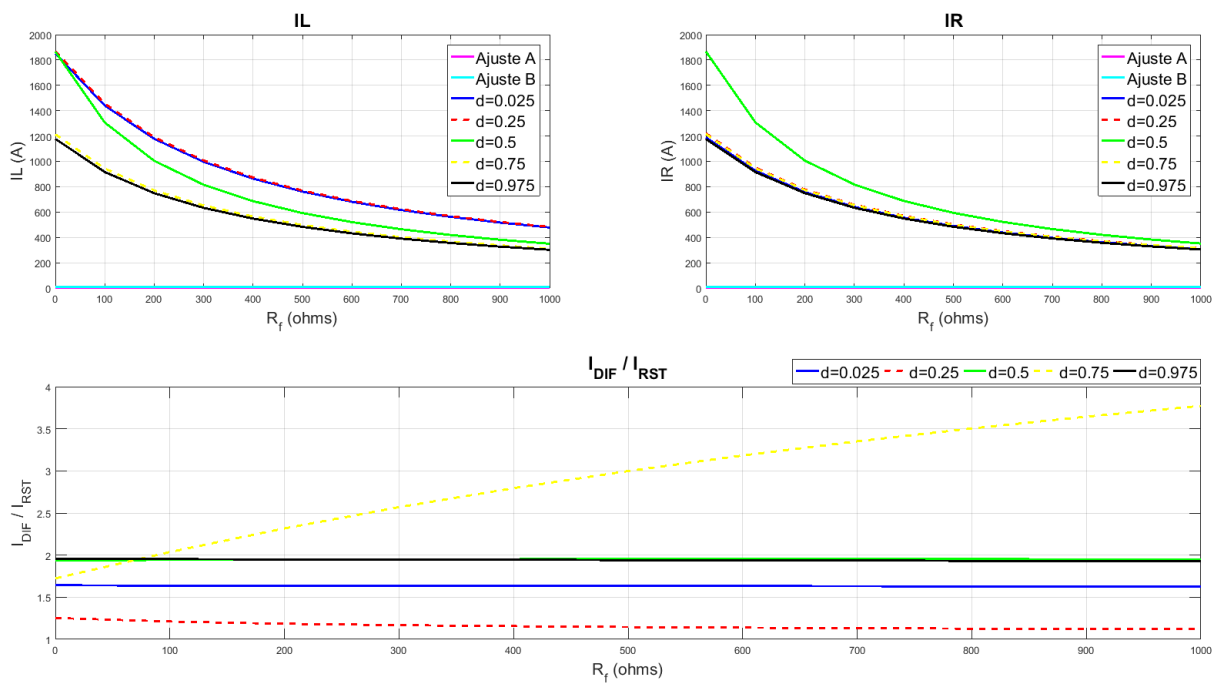 IL
2000
1800
1600
1400
1200
1000
800
600
400
200
0
IL (A)
Ajuste A
Ajuste B
d=0.025
d=0.25
d=0.5
d=0.75
d=0.975
0 100 200 300 400 500 600 700 800 900 1000
R_f (ohms)
IR
2000
1800
1600
1400
1200
1000
800
600
400
200
0
IR (A)
Ajuste A
Ajuste B
d=0.025
d=0.25
d=0.5
d=0.75
d=0.975
0 100 200 300 400 500 600 700 800 900 1000
R_f (ohms)
I_DIF / I_RST
d=0.025 d=0.25 d=0.5 d=0.75 d=0.975
4
3.5
3
2.5
2
1.5
1
I_DIF / I_RST
0 100 200 300 400 500 600 700 800 900 1000
R_f (ohms)